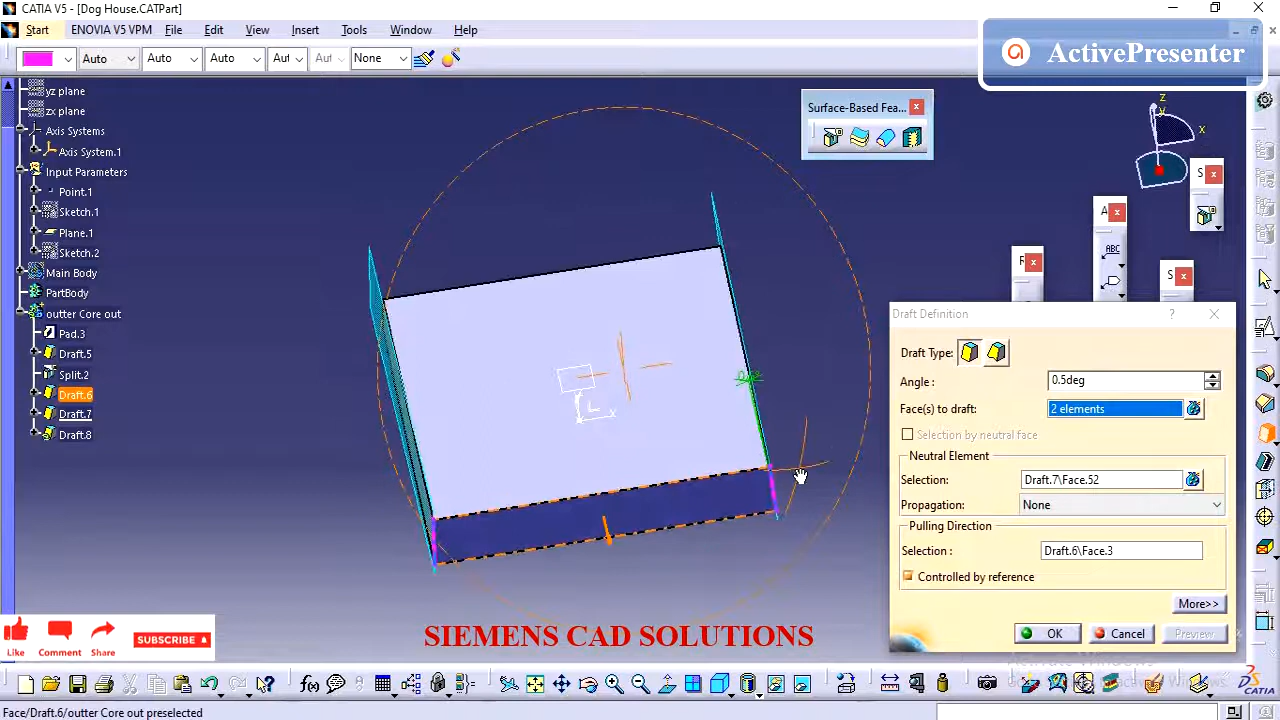 CATIA V5 - [Dog House.CATPart]
Start ENOVIA V5 VPM File Edit View Insert Tools Window Help
ActivePresenter
Auto Auto Auto Aut Aut None
yz plane
zx plane
Axis Systems
Axis System.1
Input Parameters
Point.1
Sketch.1
Plane.1
Sketch.2
Main Body
PartBody
outter Core out
Pad.3
Draft.5
Split.2
Draft.6
Draft.7
Draft.8
Surface-Based Fea...
z
y
x
S
A
ABC
F
S
L
x
Draft Definition
Draft Type:
Angle : 0.5deg
Face(s) to draft: 2 elements
Selection by neutral face
Neutral Element
Selection: Draft.7\Face.52
Propagation: None
Pulling Direction
Selection : Draft.6\Face.3
Controlled by reference
More>>
OK Cancel Preview
Like Comment Share SUBSCRIBE
SIEMENS CAD SOLUTIONS
Activate Windows
f(x)
CATIA
Face/Draft.6/outter Core out preselected